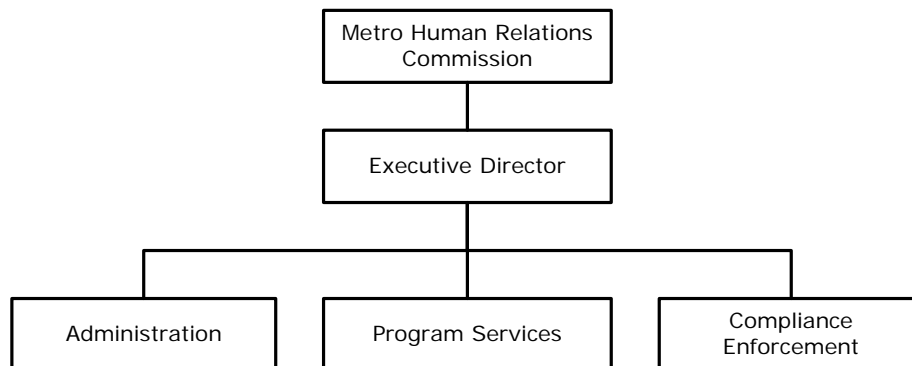 Metro Human Relations
Commission
Executive Director
Administration
Program Services
Compliance
Enforcement